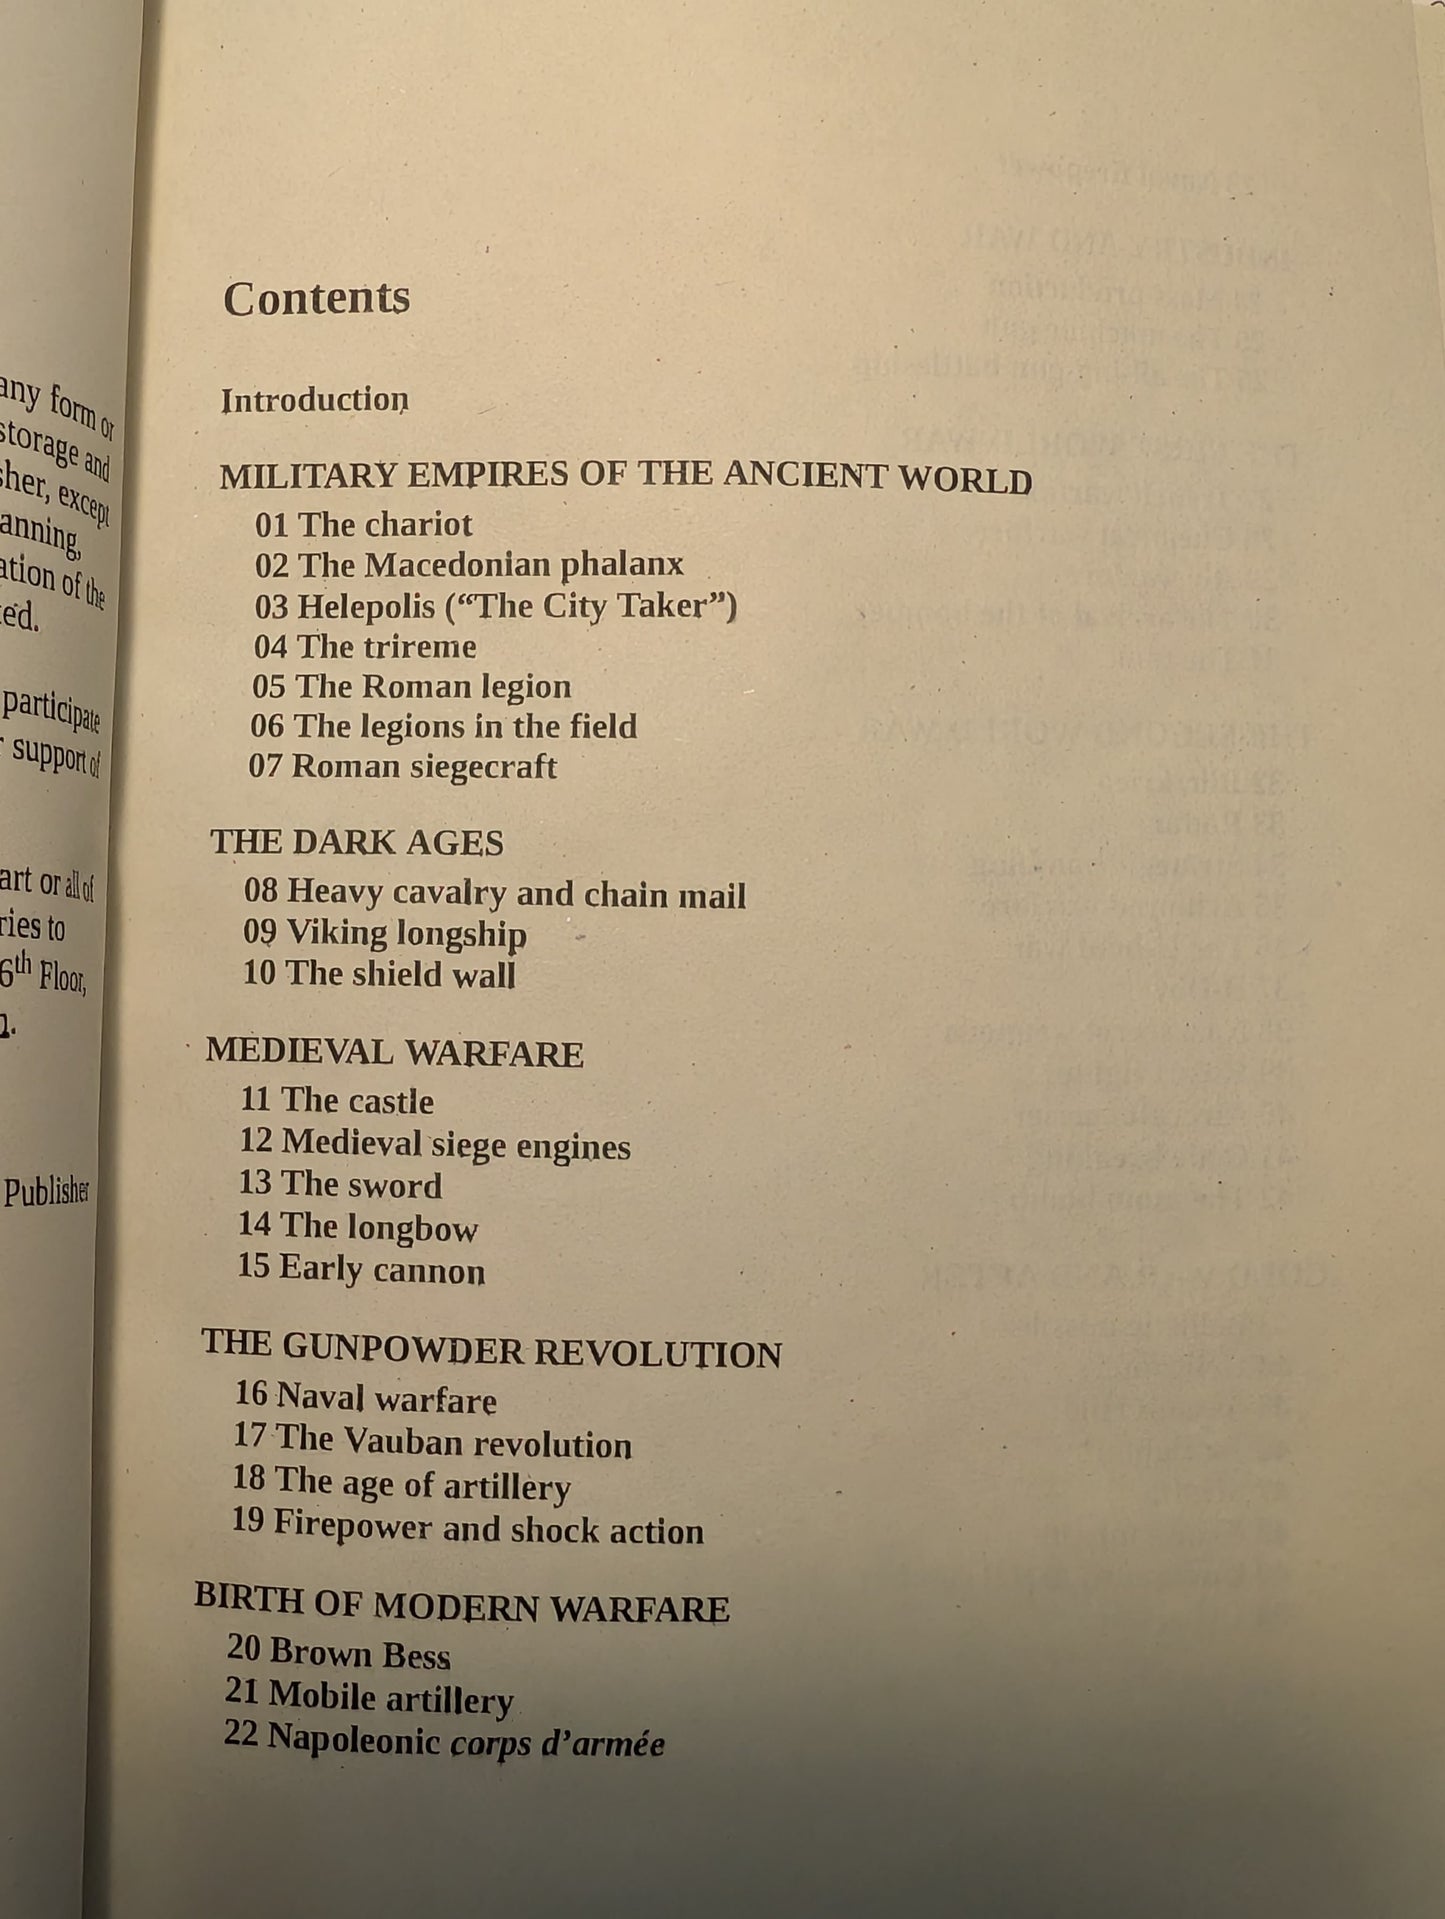 any form or
storage and
sher, except
anning,
ation of the
ted.
participate
r support of
art or all of
ries to
6th Floor,
n.
Publisher
Contents
Introduction
MILITARY EMPIRES OF THE ANCIENT WORLD
01 The chariot
02 The Macedonian phalanx
03 Helepolis (“The City Taker”)
04 The trireme
05 The Roman legion
06 The legions in the field
07 Roman siegecraft
THE DARK AGES
08 Heavy cavalry and chain mail
09 Viking longship
10 The shield wall
MEDIEVAL WARFARE
11 The castle
12 Medieval siege engines
13 The sword
14 The longbow
15 Early cannon
THE GUNPOWDER REVOLUTION
16 Naval warfare
17 The Vauban revolution
18 The age of artillery
19 Firepower and shock action
BIRTH OF MODERN WARFARE
20 Brown Bess
21 Mobile artillery
22 Napoleonic corps d’armée